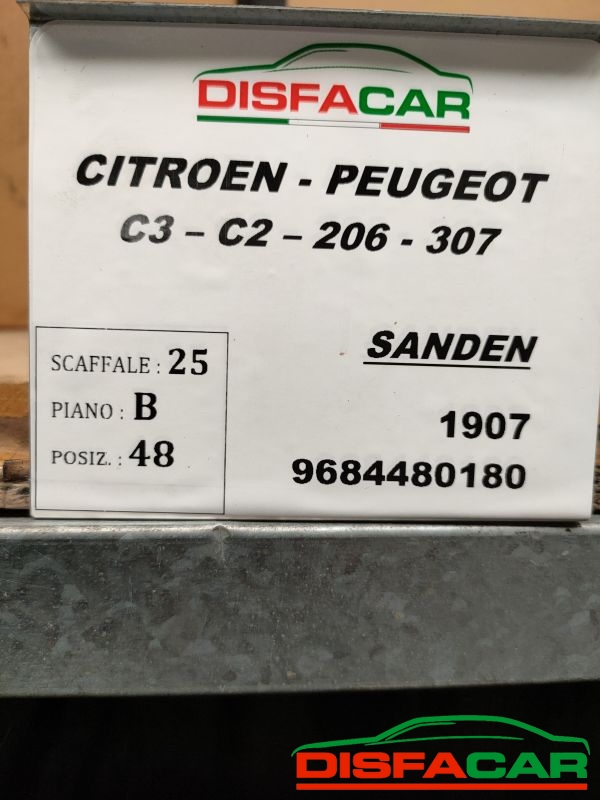 DISFACAR
CITROEN - PEUGEOT
C3 – C2 – 206 - 307
SCAFFALE : 25
PIANO : B
POSIZ. : 48
SANDEN
1907
9684480180
DISFACAR